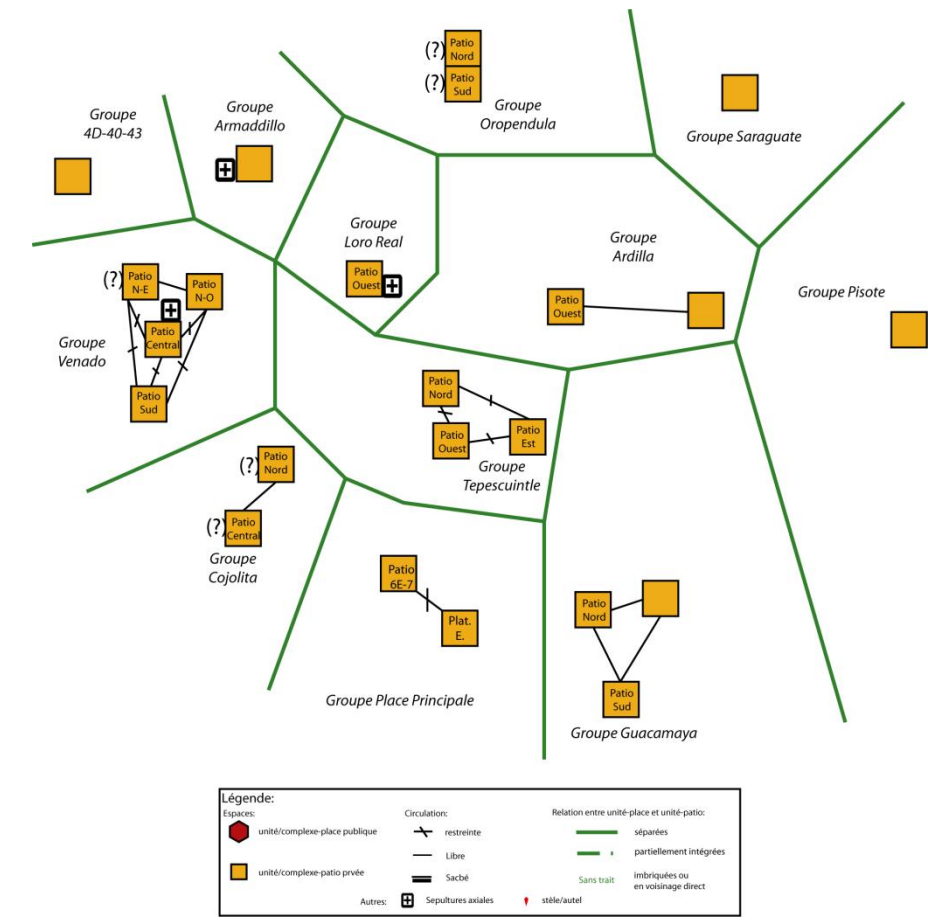 (?)
Patio
Nord
(?)
Patio
Sud
Groupe
Oropendula
Groupe Saraguate
Groupe
4D-40-43
Groupe
Armaddillo
Groupe
Loro Real
Patio
Ouest
Groupe
Ardilla
Patio
Ouest
Groupe Pisote
(?)
Patio
N-E
Patio
N-O
Patio
Central
Groupe
Venado
Patio
Sud
Patio
Nord
Patio
Ouest
Patio
Est
Groupe
Tepescuintle
(?)
Patio
Nord
(?)
Patio
Central
Groupe
Cojolita
Patio
6E-7
Plat.
E.
Groupe Place Principale
Patio
Nord
Patio
Sud
Groupe Guacamaya
Légende:
Espaces:
unité/complexe-place publique
unité/complexe-patio prvée
Circulation:
restreinte
Libre
Sacbé
Relation entre unité-place et unité-patio:
séparées
partiellement intégrées
Sans trait
imbriquées ou
en voisinage direct
Autres:
Sepultures axiales
stèle/autel